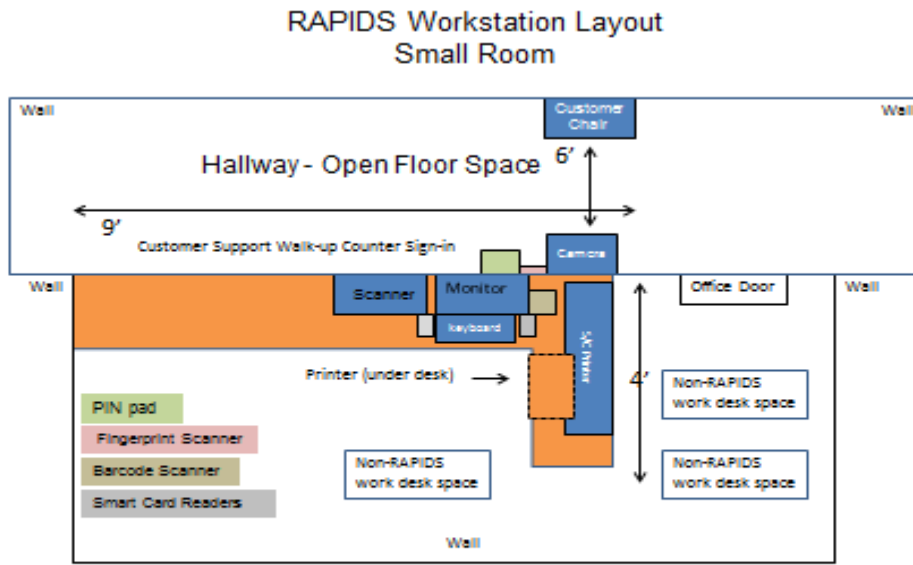 RAPIDS Workstation Layout
Small Room
Wall
Customer
Chair
Wall
Hallway - Open Floor Space
6’
9’
Customer Support Walk-up Counter Sign-in
Camera
Wall
Scanner
Monitor
Office Door
Wall
keyboard
S/C Printer
Printer (under desk)
4’
Non-RAPIDS
work desk space
PIN pad
Fingerprint Scanner
Barcode Scanner
Smart Card Readers
Non-RAPIDS
work desk space
Non-RAPIDS
work desk space
Wall